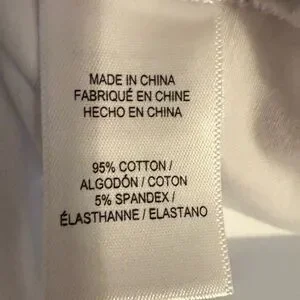 MADE IN CHINA
FABRIQUÉ EN CHINE
HECHO EN CHINA
95% COTTON /
ALGODÓN / COTON
5% SPANDEX /
ÉLASTHANNE / ELASTANO